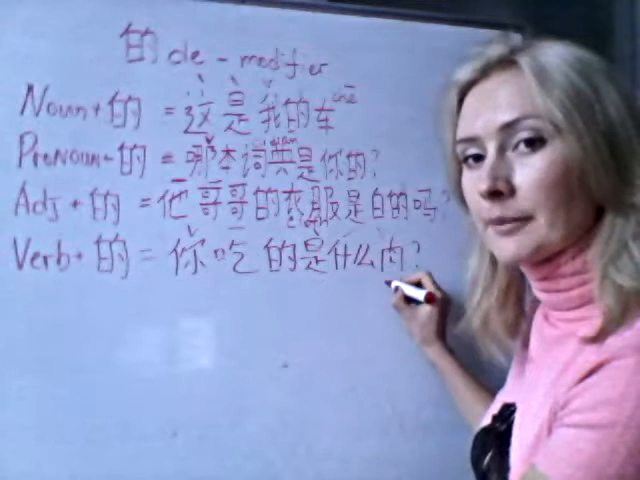 的 de - modifier
Noun+的 = 这是我的车 chē
Pronoun+的 = 哪本词典是你的?
Adj+的 = 他哥哥的衣服是白的吗?
Verb+的 = 你吃的是什么肉?